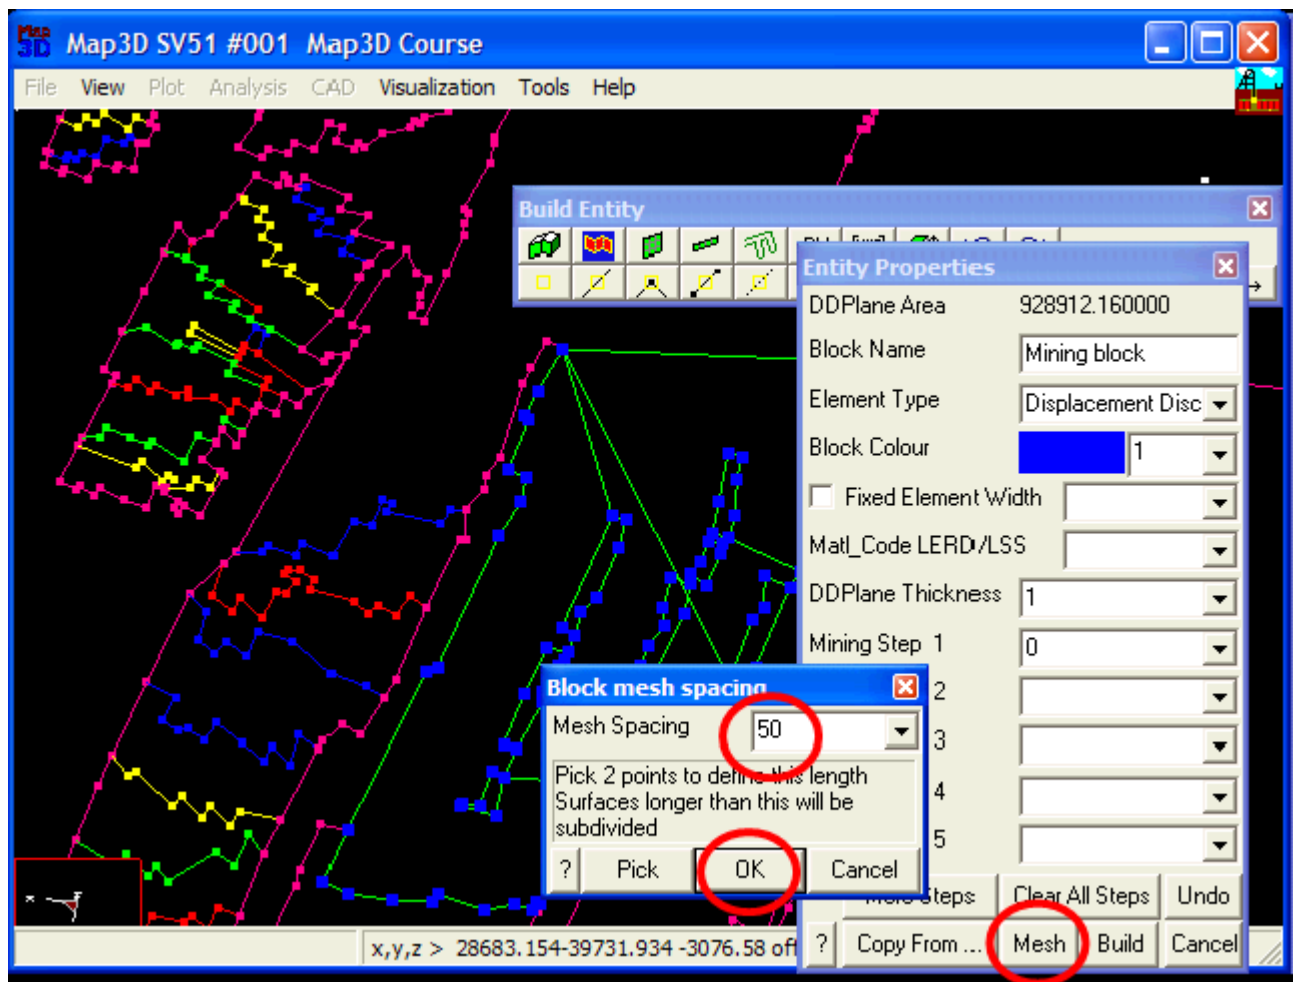 Map3D SV51 #001 Map3D Course
File View Plot Analysis CAD Visualization Tools Help
Build Entity
Entity Properties
DDPlane Area 928912.160000
Block Name Mining block
Element Type Displacement Disc
Block Colour 1
Fixed Element Width
Matl_Code LERD/LSS
DDPlane Thickness 1
Mining Step 1 0
2
3
4
5
Block mesh spacing
Mesh Spacing 50
Pick 2 points to define this length
Surfaces longer than this will be
subdivided
? Pick OK Cancel
Steps Clear All Steps Undo
? Copy From ... Mesh Build Cancel
x,y,z > 28683.154-39731.934 -3076.58 off